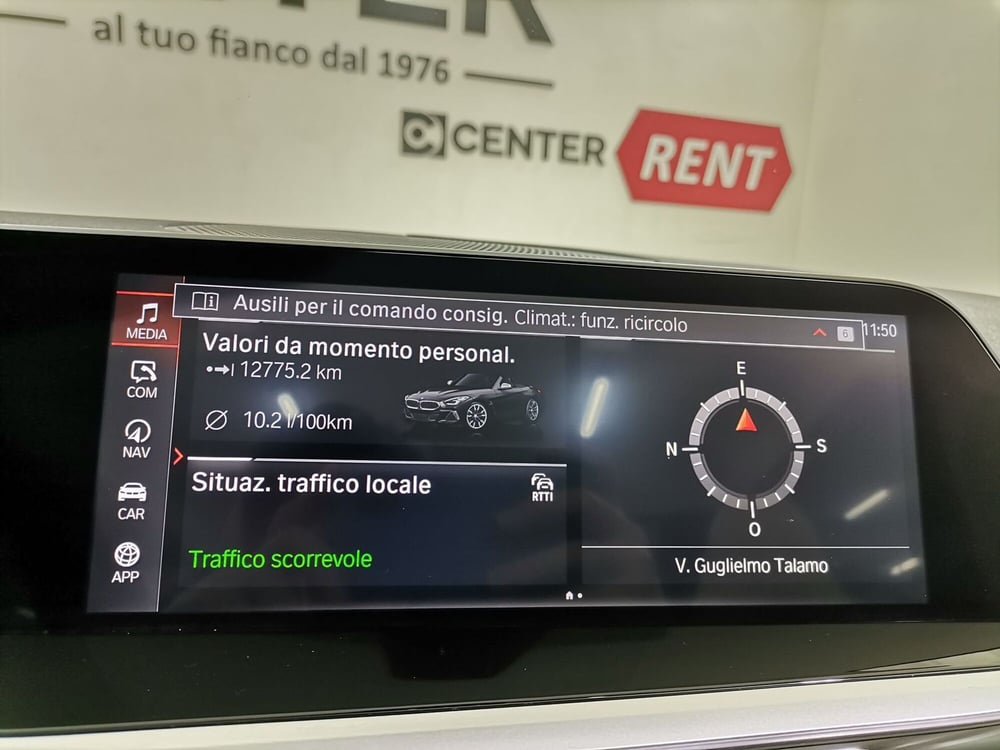 al tuo fianco dal 1976
CENTER RENT
Ausili per il comando consig. Climat.: funz. ricircolo
6
11:50
MEDIA
Valori da momento personal.
12775.2 km
COM
10.2 l/100km
NAV
Situaz. traffico locale
RTTI
CAR
Traffico scorrevole
APP
E
N
S
O
V. Guglielmo Talamo